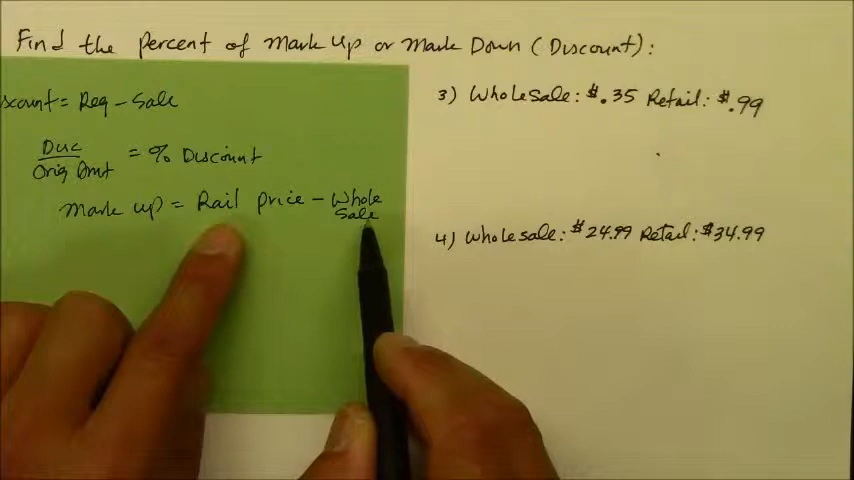 Find the Percent of Mark Up or Mark Down (Discount):
scount = Reg - Sale
Disc
Orig Amt = % Discount
Mark up = Rail Price - Whole
Sale
3) Wholesale: $.35 Retail: $.99
4) Wholesale: $24.99 Retail: $34.99